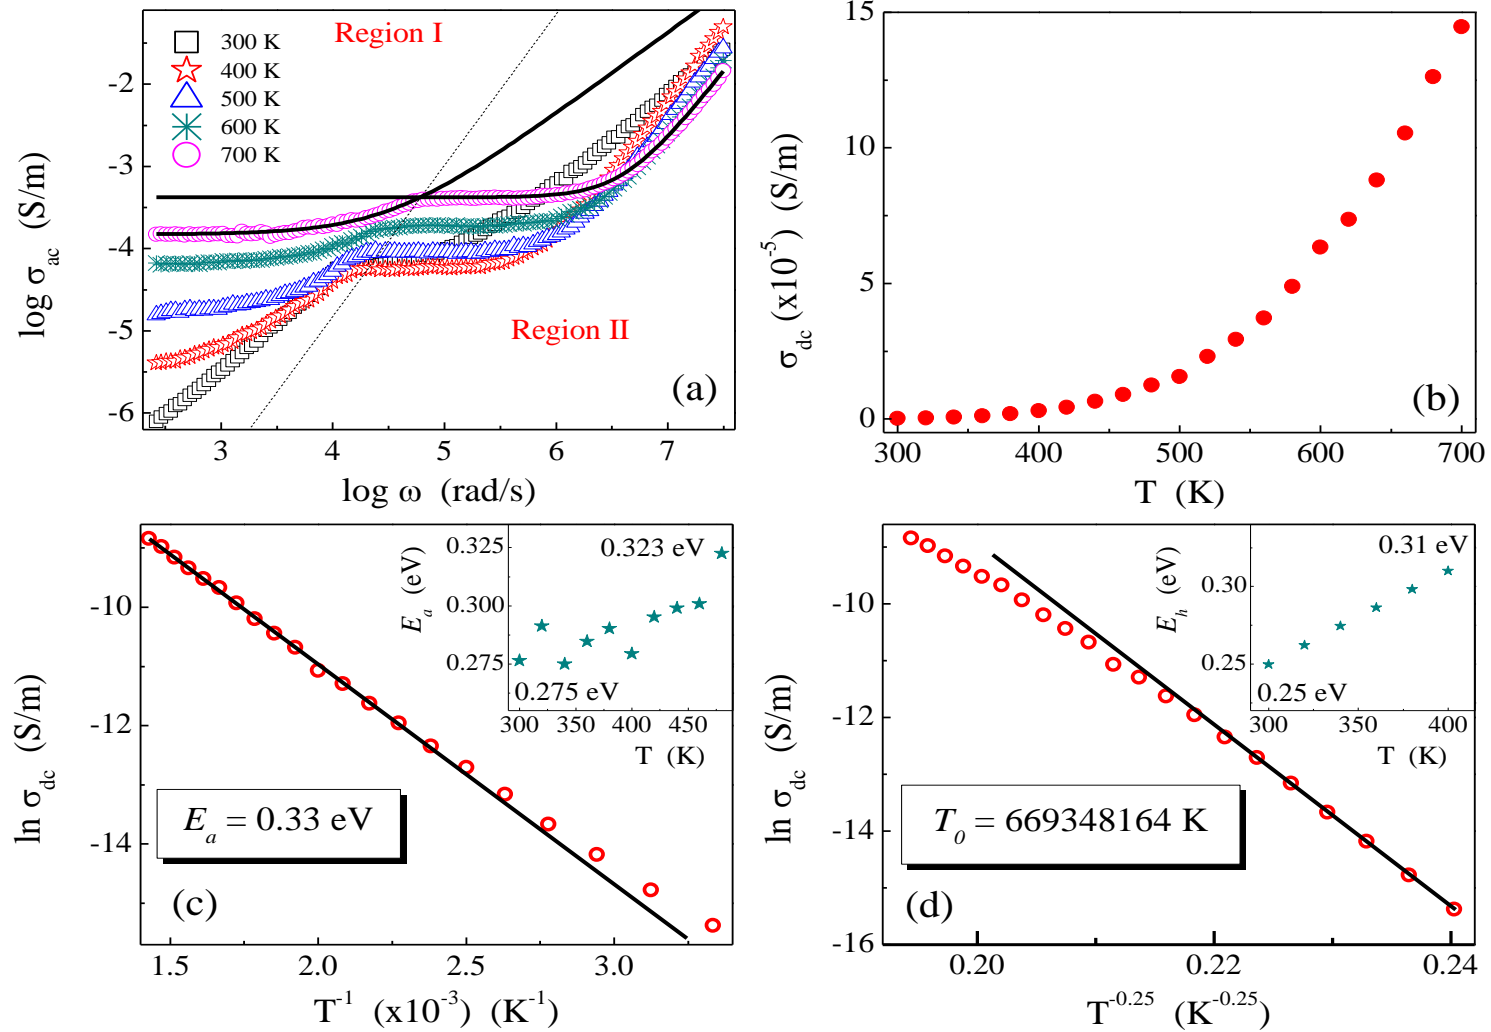 Region I
300 K
400 K
500 K
600 K
700 K
Region II
(a)
-2
-3
-4
-5
-6
3 4 5 6 7
log σac (S/m)
log ω (rad/s)
15
10
5
0
300 400 500 600 700
σdc (x10-5) (S/m)
T (K)
(b)
-10
-12
-14
1.5 2.0 2.5 3.0
ln σdc (S/m)
T-1 (x10-3) (K-1)
Ea = 0.33 eV
(c)
0.325
0.300
0.275
300 350 400 450
Ea (eV)
T (K)
0.323 eV
0.275 eV
-10
-12
-14
-16
0.20 0.22 0.24
ln σdc (S/m)
T-0.25 (K-0.25)
T0 = 669348164 K
(d)
0.30
0.25
300 350 400
Eh (eV)
T (K)
0.31 eV
0.25 eV